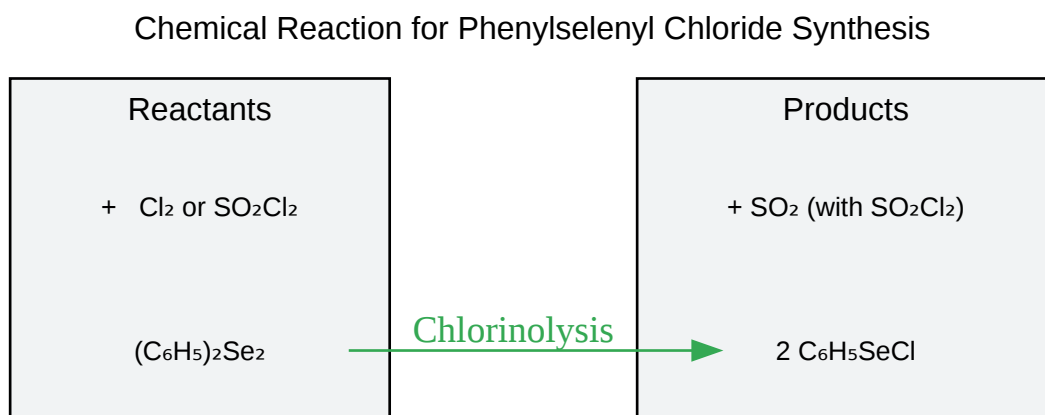 Chemical Reaction for Phenylselenyl Chloride Synthesis
Reactants
+ Cl₂ or SO₂Cl₂
(C₆H₅)₂Se₂
Chlorinolysis
Products
+ SO₂ (with SO₂Cl₂)
2 C₆H₅SeCl